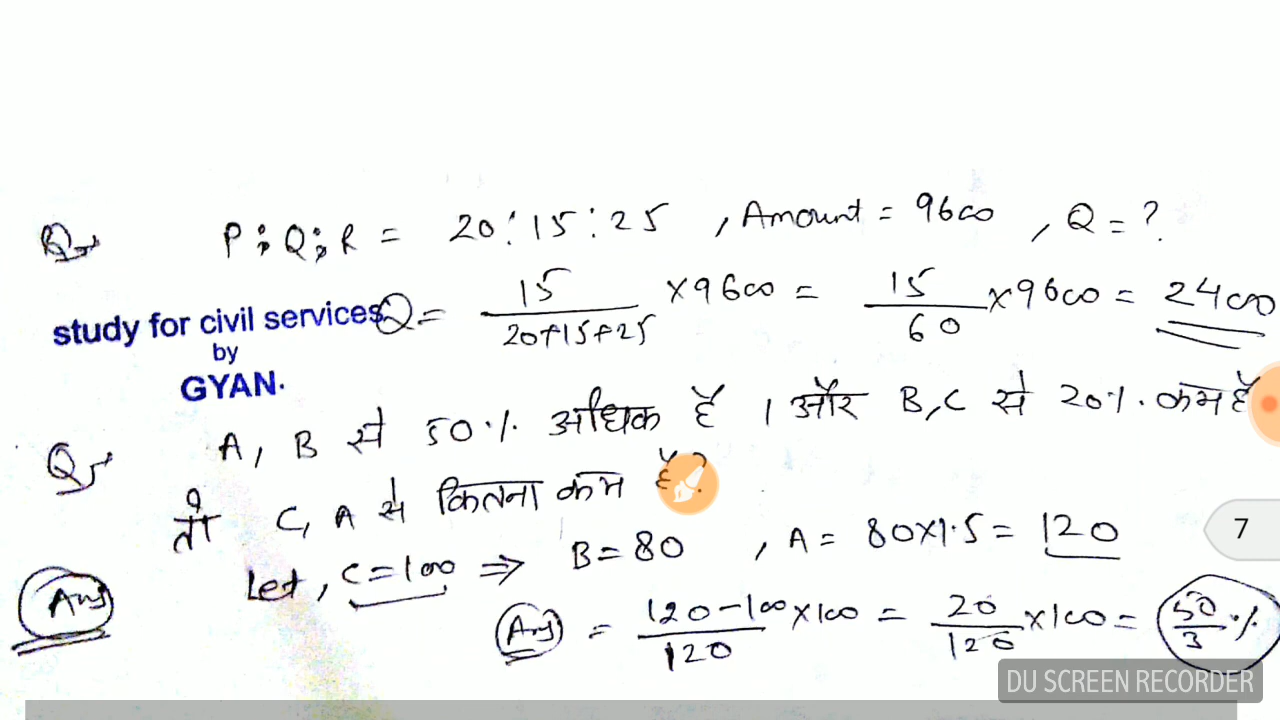 Q→ P:Q:R = 20:15:25 , Amount = 9600 , Q = ?
Q = 15/(20+15+25) ×9600 = 15/60 ×9600 = 2400
study for civil services
by
GYAN.
Q→ A, B से 50%. अधिक है । और B,C से 20%. कम है
तो C, A से कितना कम है ?
Let, C=100 ⇒ B=80 , A = 80×1.5 = 120
Ans
Ans = (120-100)/120 ×100 = 20/120 ×100 = 50/3 %
7
DU SCREEN RECORDER